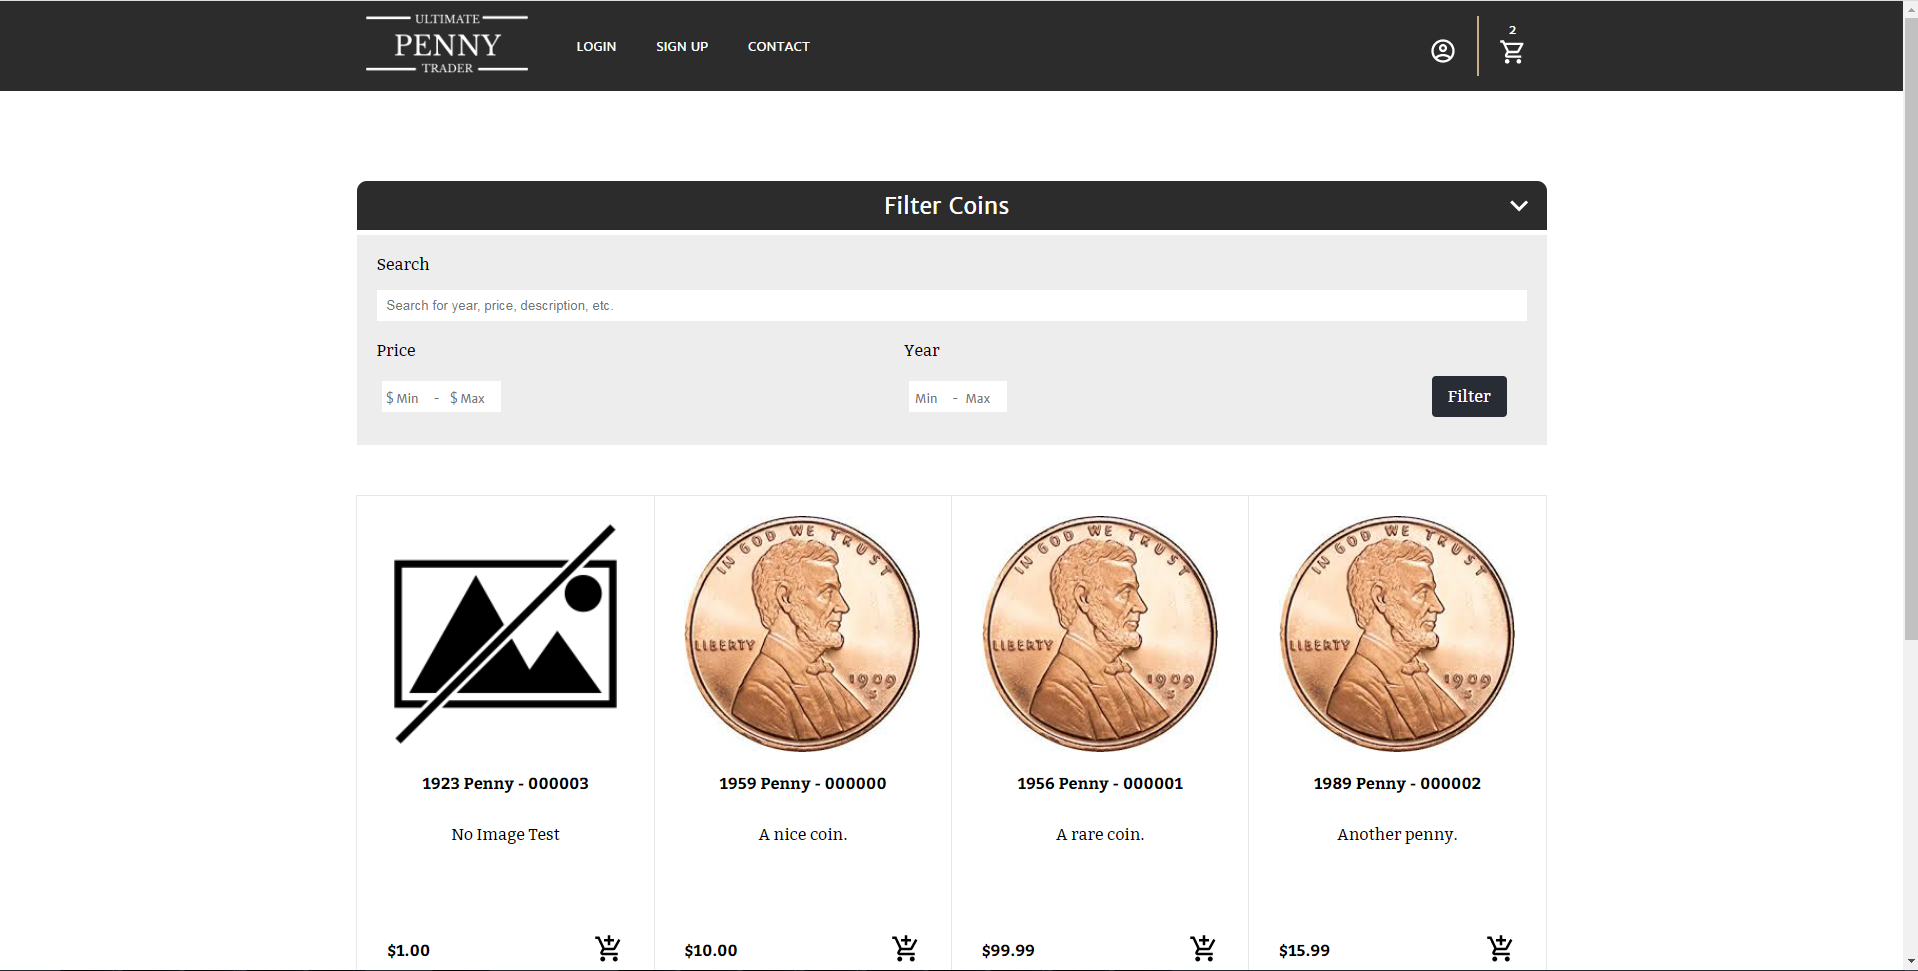 ULTIMATE
PENNY
TRADER
LOGIN SIGN UP CONTACT
2
Filter Coins
Search
Search for year, price, description, etc.
Price Year
$ Min - $ Max Min - Max Filter
IN GOD WE TRUST
LIBERTY
1909
S
IN GOD WE TRUST
LIBERTY
1909
S
IN GOD WE TRUST
LIBERTY
1909
S
1923 Penny - 000003 1959 Penny - 000000 1956 Penny - 000001 1989 Penny - 000002
No Image Test A nice coin. A rare coin. Another penny.
$1.00 $10.00 $99.99 $15.99